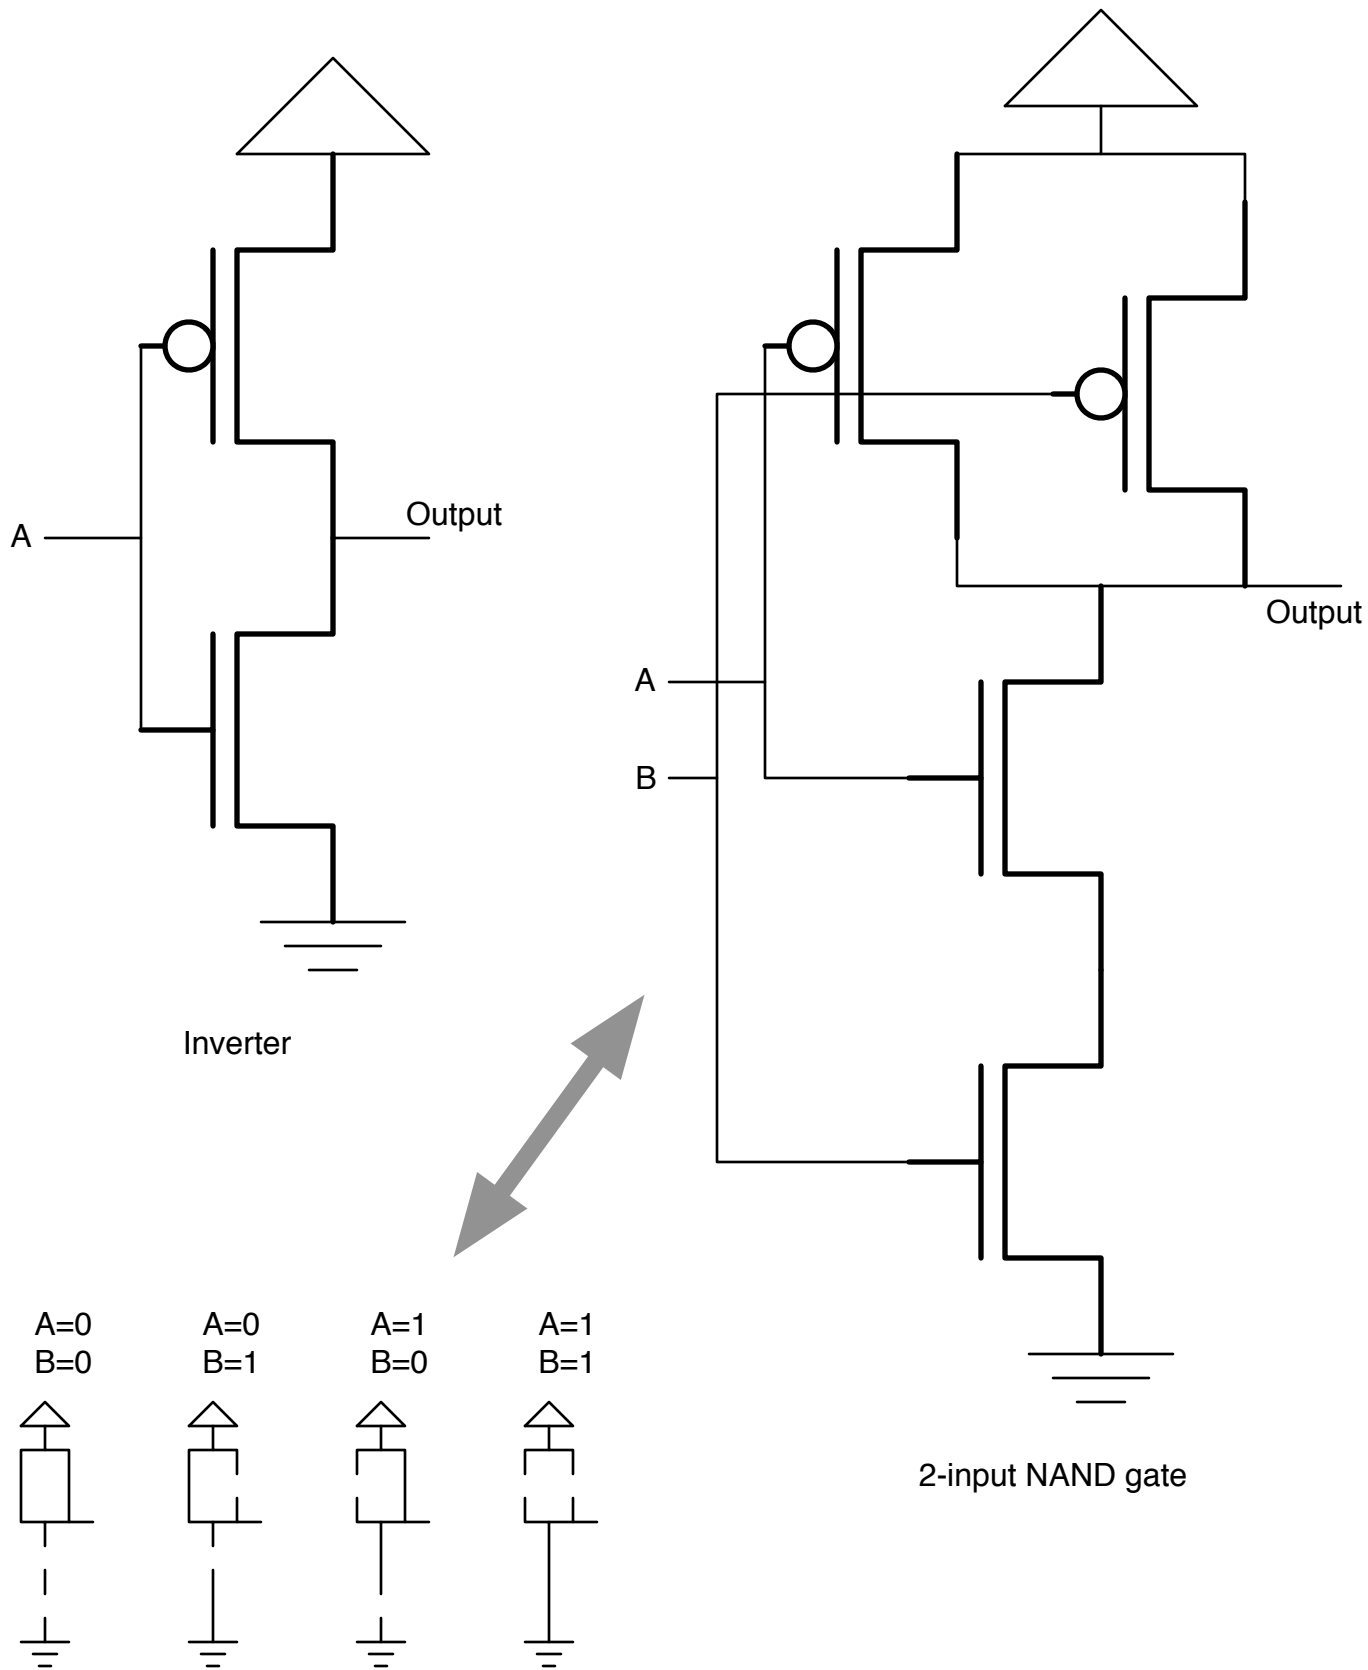 A
Output
Inverter
A
B
Output
2-input NAND gate
A=0
B=0
A=0
B=1
A=1
B=0
A=1
B=1